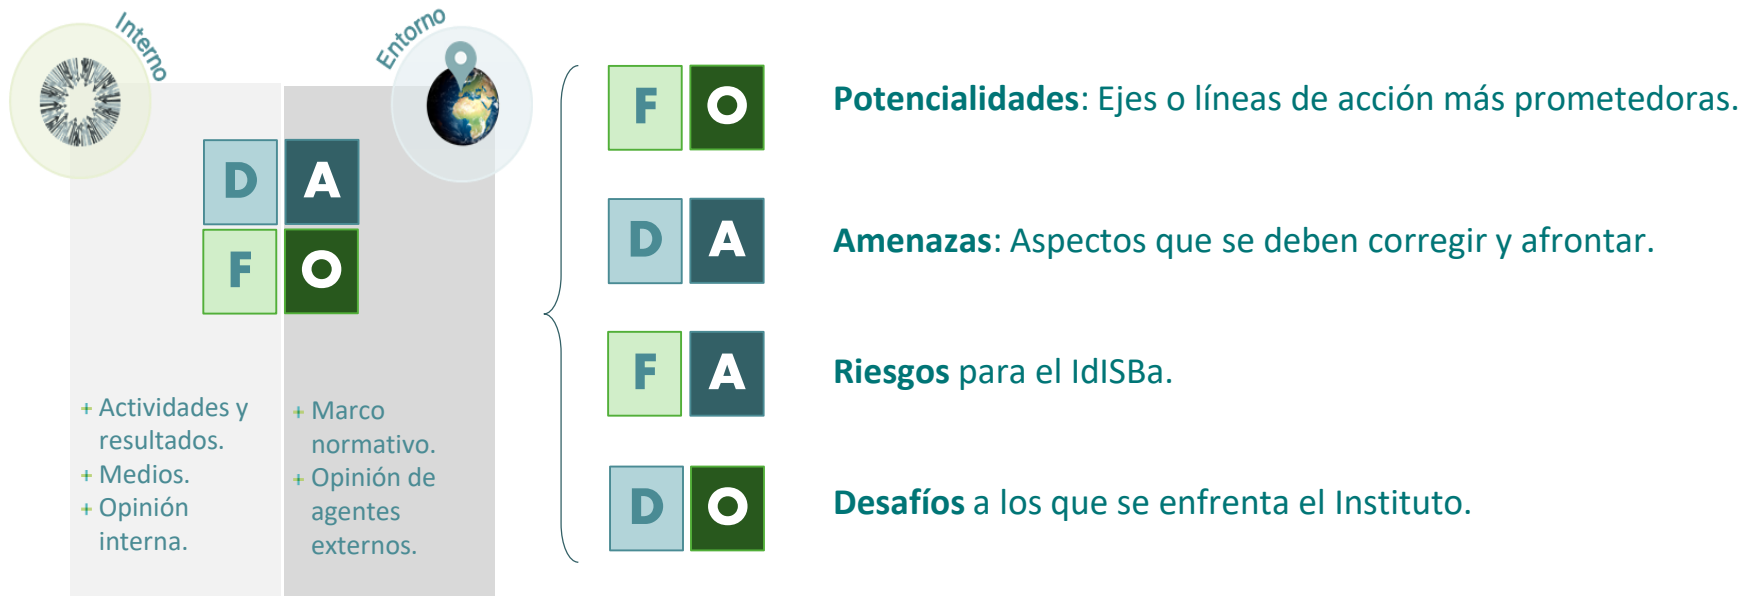 Interno
Entorno
D A
F O
+ Actividades y
resultados.
+ Medios.
+ Opinión
interna.
+ Marco
normativo.
+ Opinión de
agentes
externos.
F O
Potencialidades: Ejes o líneas de acción más prometedoras.
D A
Amenazas: Aspectos que se deben corregir y afrontar.
F A
Riesgos para el IdISBa.
D O
Desafíos a los que se enfrenta el Instituto.